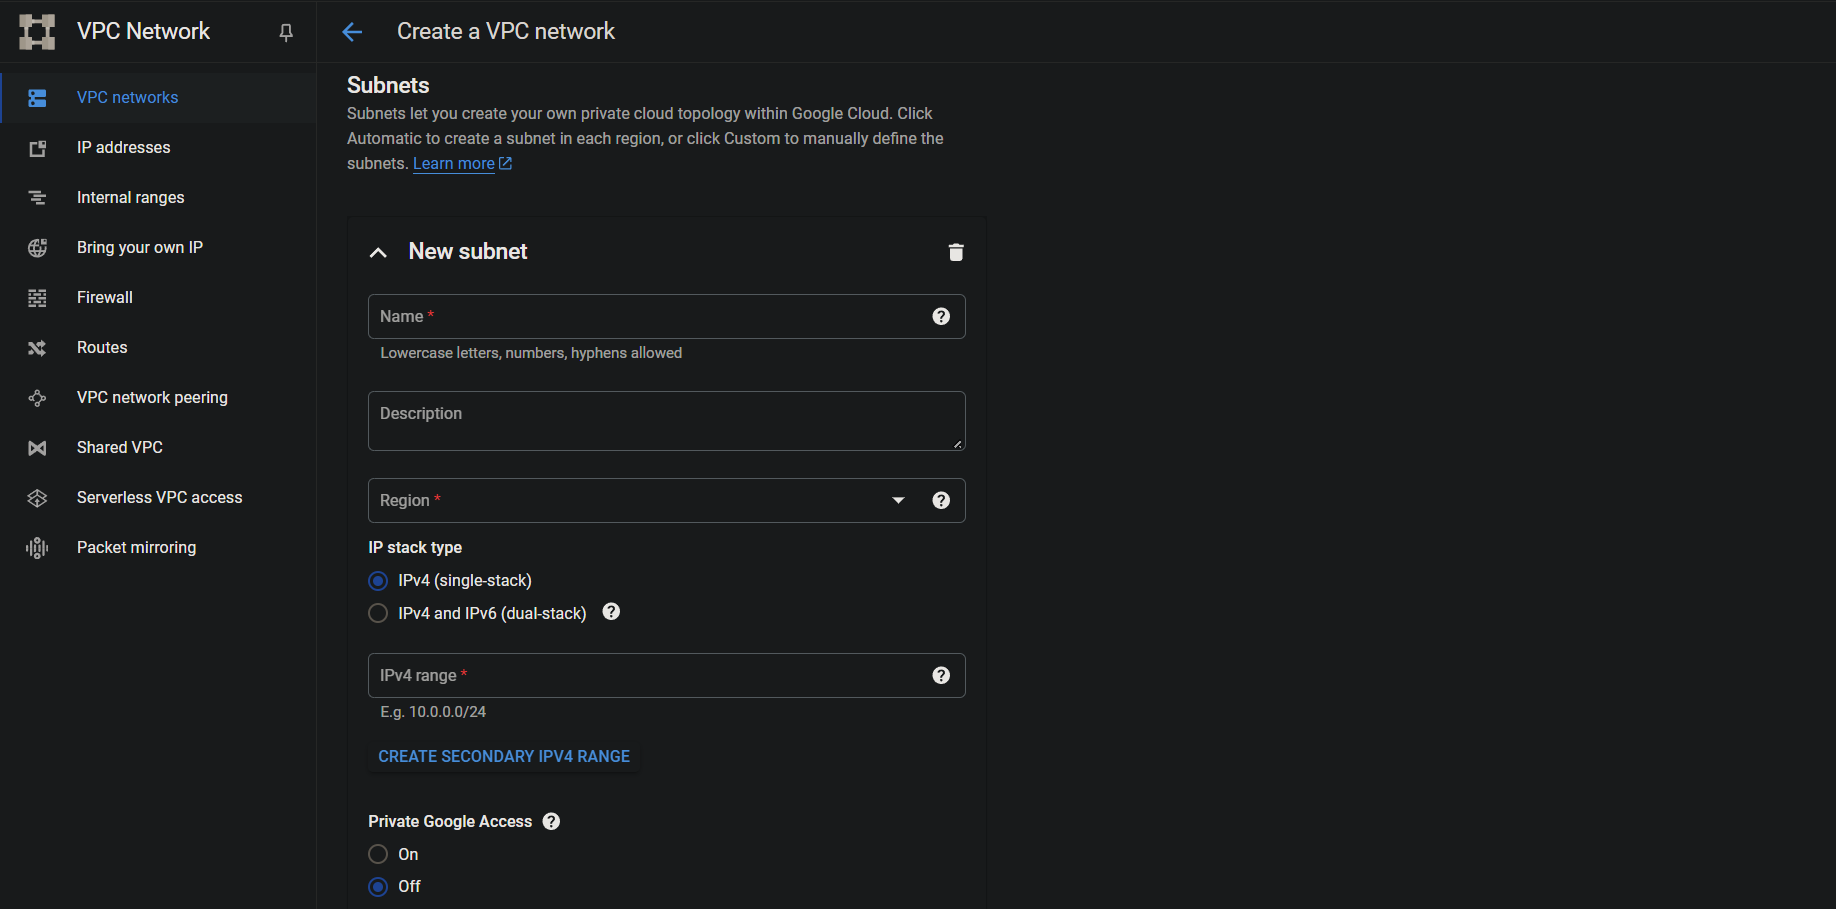 VPC Network
Create a VPC network
VPC networks
IP addresses
Internal ranges
Bring your own IP
Firewall
Routes
VPC network peering
Shared VPC
Serverless VPC access
Packet mirroring
Subnets
Subnets let you create your own private cloud topology within Google Cloud. Click
Automatic to create a subnet in each region, or click Custom to manually define the
subnets. Learn more
New subnet
Name *
Lowercase letters, numbers, hyphens allowed
Description
Region *
IP stack type
IPv4 (single-stack)
IPv4 and IPv6 (dual-stack)
IPv4 range *
E.g. 10.0.0.0/24
CREATE SECONDARY IPV4 RANGE
Private Google Access
On
Off